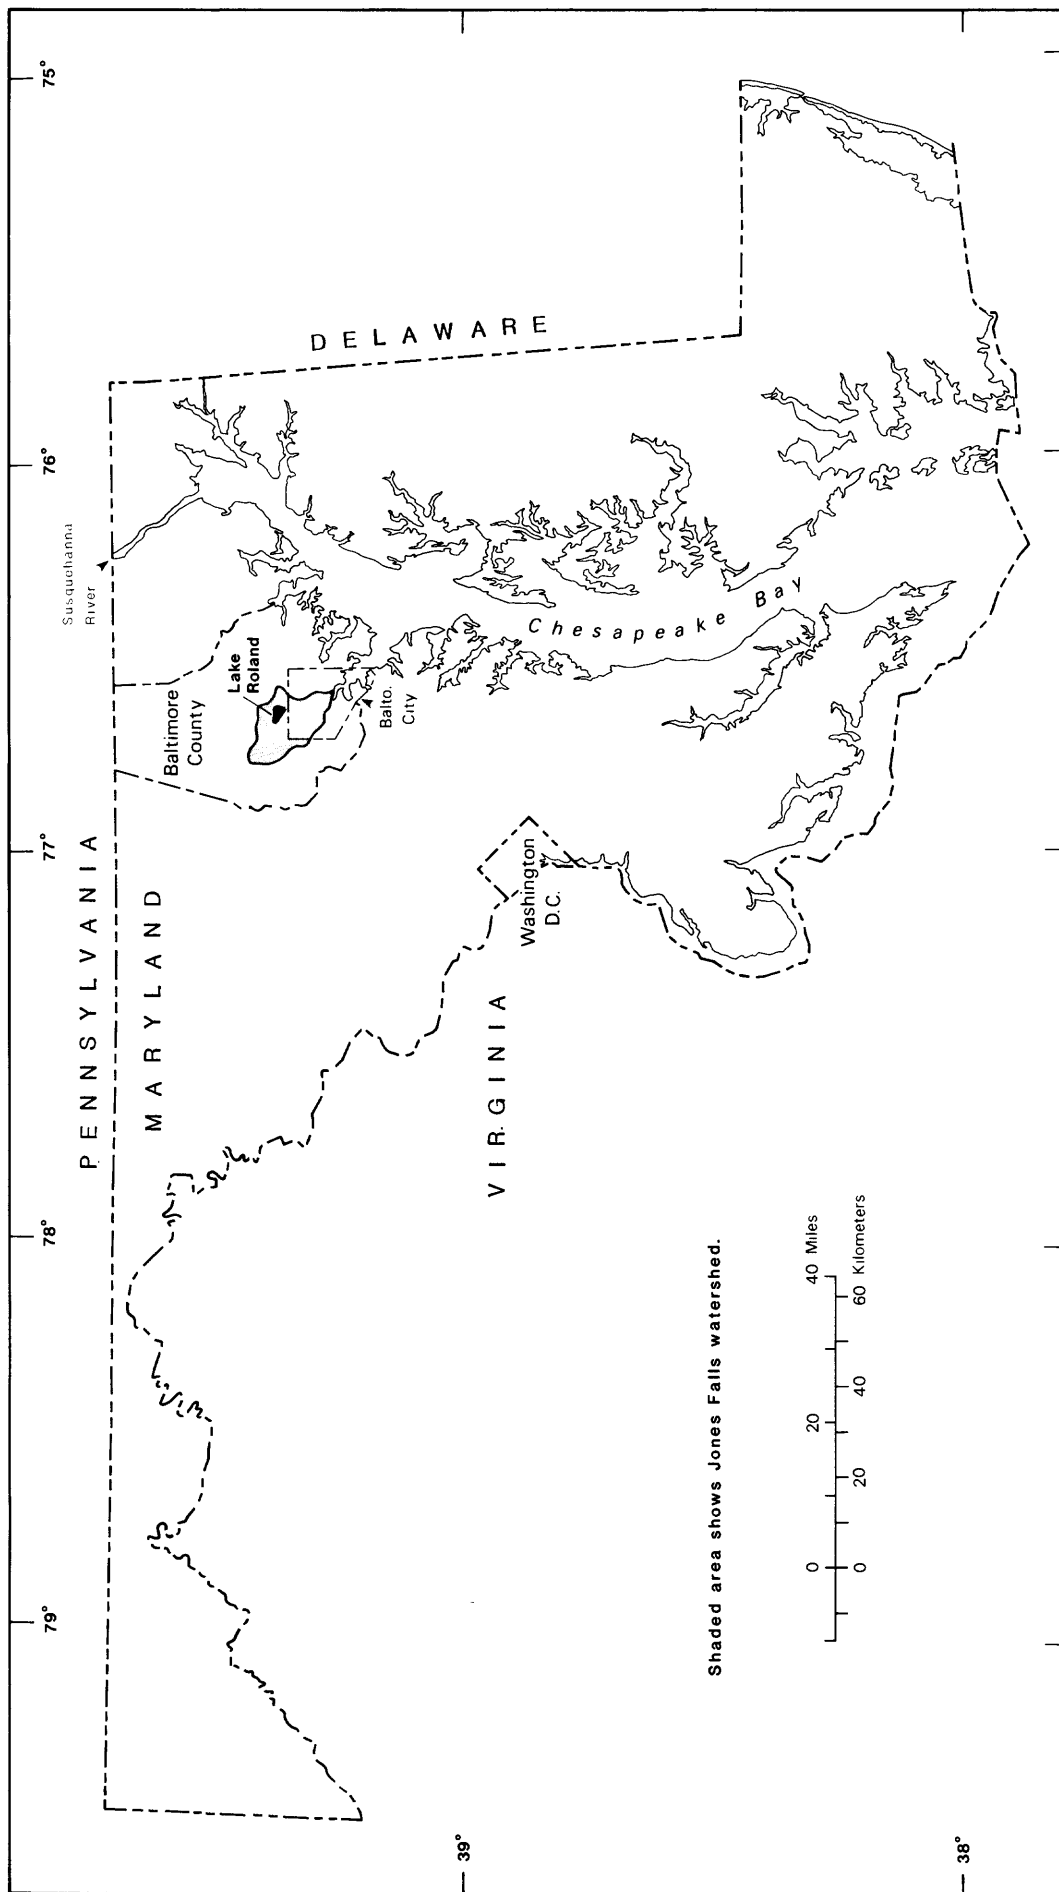 79°
78°
77°
76°
75°
Susquehanna
River
PENNSYLVANIA
MARYLAND
Baltimore
County
Lake
Roland
Balto.
City
DELAWARE
Chesapeake Bay
Washington
D.C.
VIRGINIA
39°
38°
Shaded area shows Jones Falls watershed.
0 20 40 Miles
0 20 40 60 Kilometers